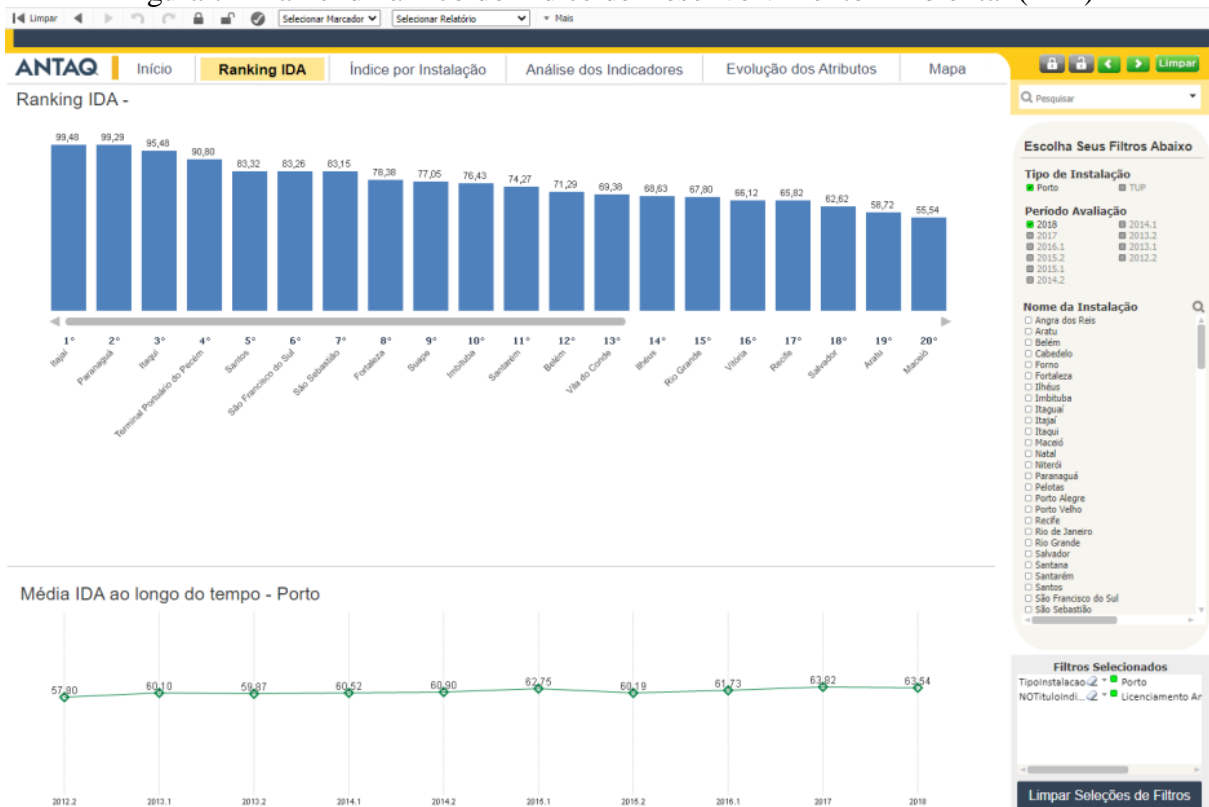 Limpar
Selecionar Marcador
Selecionar Relatório
Mais
ANTAQ
Início
Ranking IDA
Índice por Instalação
Análise dos Indicadores
Evolução dos Atributos
Mapa
Limpar
Pesquisar
Ranking IDA -
99,48 99,29 95,48 90,80 83,32 83,26 83,15 78,38 77,05 76,43 74,27 71,29 69,38 68,63 67,80 66,12 65,82 62,62 58,72 55,54
1° 2° 3° 4° 5° 6° 7° 8° 9° 10° 11° 12° 13° 14° 15° 16° 17° 18° 19° 20°
Itajaí
Paranaguá
Itaqui
Terminal Portuário do Pecém
Santos
São Francisco do Sul
São Sebastião
Fortaleza
Suape
Imbituba
Santarém
Belém
Vila do Conde
Ilhéus
Rio Grande
Vitória
Recife
Salvador
Aratu
Maceió
Média IDA ao longo do tempo - Porto
57,80 60,10 59,87 60,52 60,90 62,75 60,19 61,73 63,82 63,54
2012.2 2013.1 2013.2 2014.1 2014.2 2015.1 2015.2 2016.1 2017 2018
Escolha Seus Filtros Abaixo
Tipo de Instalação
Porto TUP
Período Avaliação
2018 2014.1
2017 2013.2
2016.1 2013.1
2015.2 2012.2
2015.1
2014.2
Nome da Instalação
Angra dos Reis
Aratu
Belém
Cabedelo
Forno
Fortaleza
Ilhéus
Imbituba
Itaguaí
Itajaí
Itaqui
Maceió
Natal
Niterói
Paranaguá
Pelotas
Porto Alegre
Porto Velho
Recife
Rio de Janeiro
Rio Grande
Salvador
Santana
Santarém
Santos
São Francisco do Sul
São Sebastião
Filtros Selecionados
TipoInstalacao Porto
NOTituloIndi... Licenciamento Ar
Limpar Seleções de Filtros